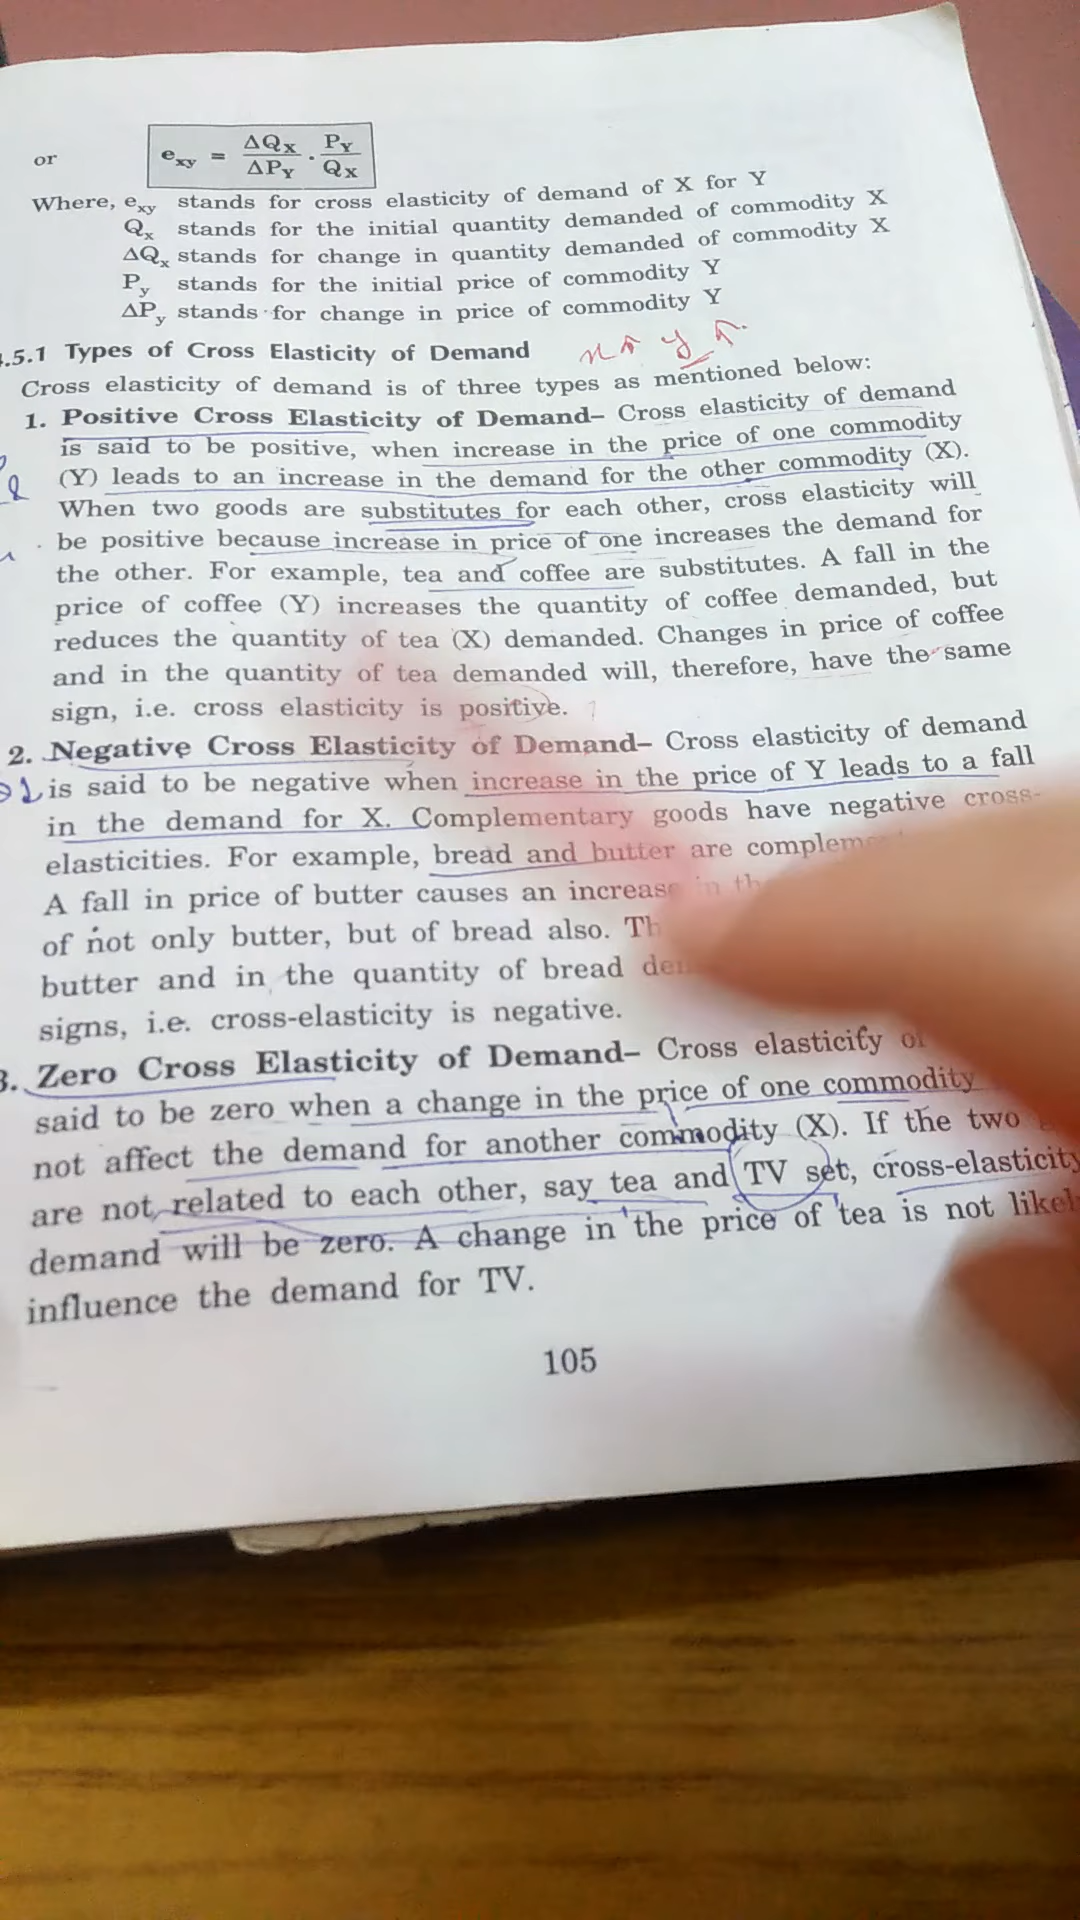 or e_xy = ΔQ_X / ΔP_Y · P_Y / Q_X
Where, e_xy stands for cross elasticity of demand of X for Y
Q_x stands for the initial quantity demanded of commodity X
ΔQ_x stands for change in quantity demanded of commodity X
P_y stands for the initial price of commodity Y
ΔP_y stands for change in price of commodity Y
.5.1 Types of Cross Elasticity of Demand
Cross elasticity of demand is of three types as mentioned below:
1. Positive Cross Elasticity of Demand– Cross elasticity of demand
is said to be positive, when increase in the price of one commodity
(Y) leads to an increase in the demand for the other commodity (X).
When two goods are substitutes for each other, cross elasticity will
be positive because increase in price of one increases the demand for
the other. For example, tea and coffee are substitutes. A fall in the
price of coffee (Y) increases the quantity of coffee demanded, but
reduces the quantity of tea (X) demanded. Changes in price of coffee
and in the quantity of tea demanded will, therefore, have the same
sign, i.e. cross elasticity is positive.
2. Negative Cross Elasticity of Demand– Cross elasticity of demand
is said to be negative when increase in the price of Y leads to a fall
in the demand for X. Complementary goods have negative cross-
elasticities. For example, bread and butter are
A fall in price of butter causes an increase in
of not only butter, but of bread also.
butter and in the quantity of bread
signs, i.e. cross-elasticity is negative.
3. Zero Cross Elasticity of Demand– Cross elasticify
said to be zero when a change in the price of one commodity
not affect the demand for another commodity (X). If the two
are not related to each other, say tea and TV set, cross-elasticity
demand will be zero. A change in the price of tea is not
influence the demand for TV.
105